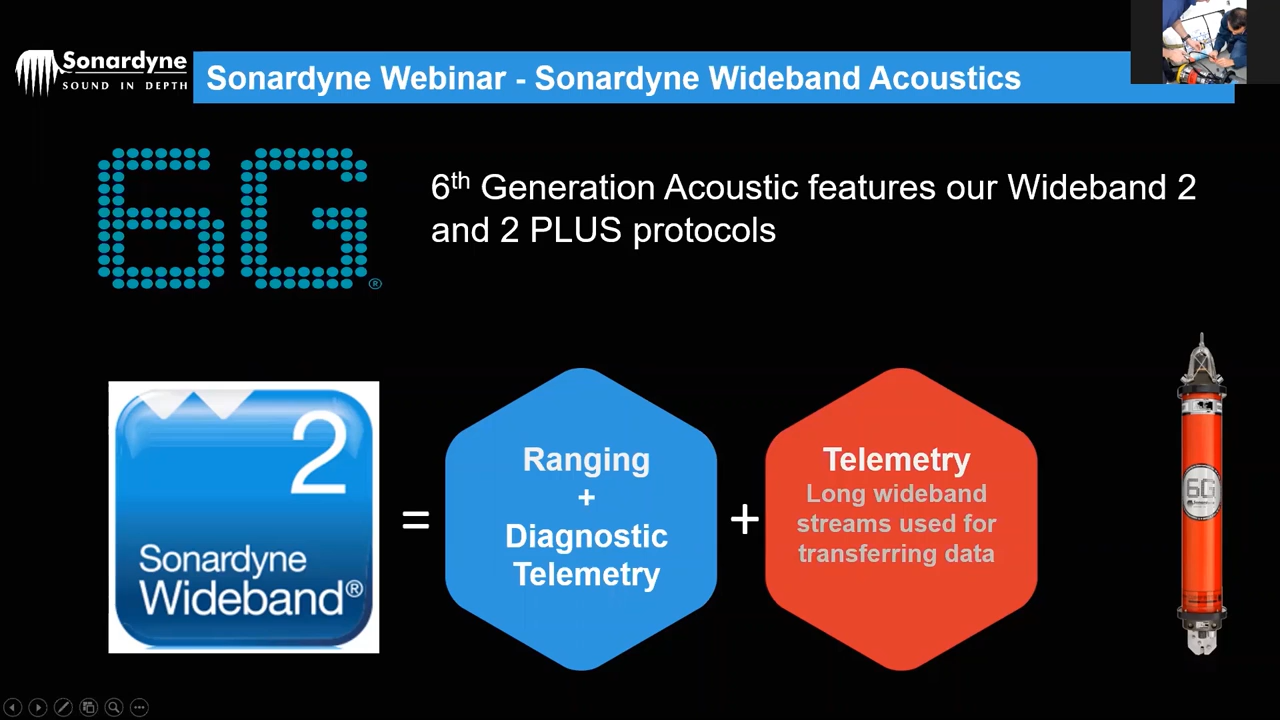 Sonardyne
SOUND IN DEPTH
Sonardyne Webinar - Sonardyne Wideband Acoustics
6G®
6th Generation Acoustic features our Wideband 2
and 2 PLUS protocols
2
Sonardyne
Wideband®
=
Ranging
+
Diagnostic
Telemetry
+
Telemetry
Long wideband
streams used for
transferring data
6G
Sonardyne